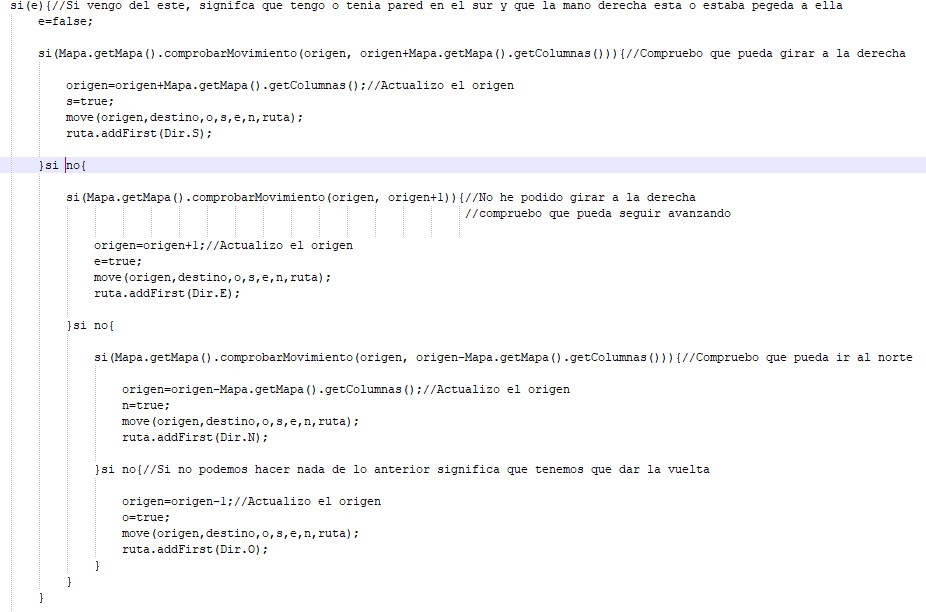 si(e){//Si vengo del este, signifca que tengo o tenia pared en el sur y que la mano derecha esta o estaba pegeda a ella
e=false;
si(Mapa.getMapa().comprobarMovimiento(origen, origen+Mapa.getMapa().getColumnas())){//Compruebo que pueda girar a la derecha
origen=origen+Mapa.getMapa().getColumnas();//Actualizo el origen
s=true;
move(origen,destino,o,s,e,n,ruta);
ruta.addFirst(Dir.S);
}si no{
si(Mapa.getMapa().comprobarMovimiento(origen, origen+1)){//No he podido girar a la derecha
//compruebo que pueda seguir avanzando
origen=origen+1;//Actualizo el origen
e=true;
move(origen,destino,o,s,e,n,ruta);
ruta.addFirst(Dir.E);
}si no{
si(Mapa.getMapa().comprobarMovimiento(origen, origen-Mapa.getMapa().getColumnas())){//Compruebo que pueda ir al norte
origen=origen-Mapa.getMapa().getColumnas();//Actualizo el origen
n=true;
move(origen,destino,o,s,e,n,ruta);
ruta.addFirst(Dir.N);
}si no{//Si no podemos hacer nada de lo anterior significa que tenemos que dar la vuelta
origen=origen-1;//Actualizo el origen
o=true;
move(origen,destino,o,s,e,n,ruta);
ruta.addFirst(Dir.O);
}
}
}